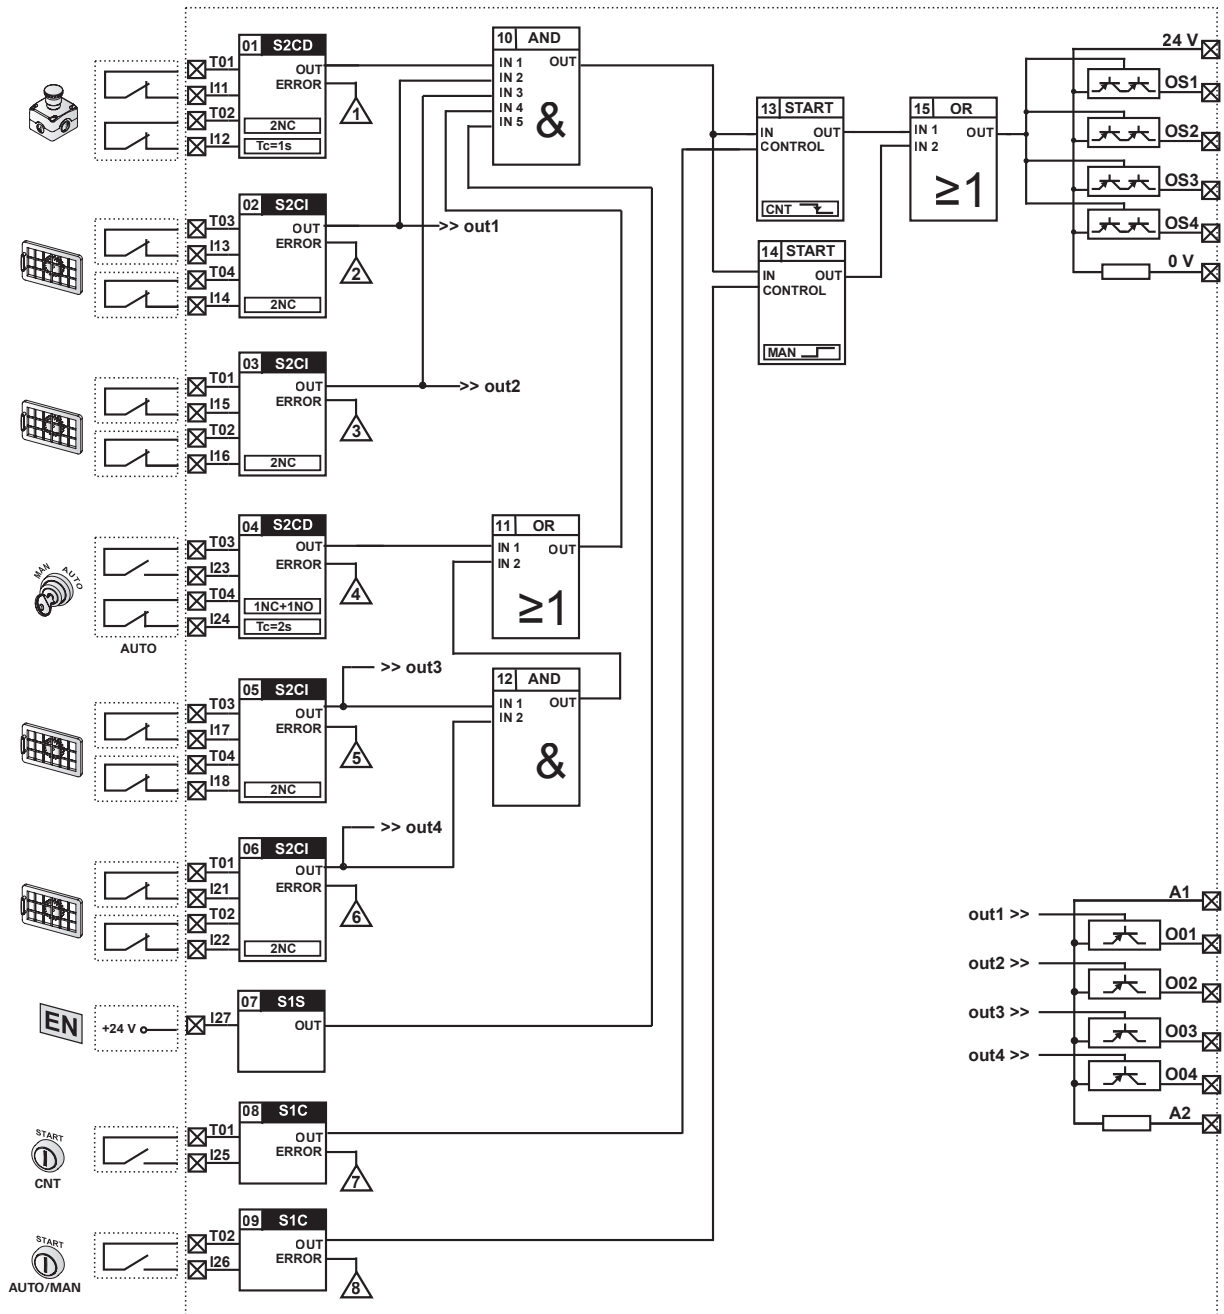 01 S2CD
T01
OUT
I11
ERROR
1
T02
2NC
I12
Tc=1s
02 S2CI
T03
OUT
>> out1
I13
ERROR
2
T04
I14
2NC
03 S2CI
T01
OUT
>> out2
I15
ERROR
3
T02
I16
2NC
MAN AUTO
AUTO
04 S2CD
T03
OUT
I23
ERROR
4
T04
1NC+1NO
I24
Tc=2s
>> out3
05 S2CI
T03
OUT
I17
ERROR
5
T04
I18
2NC
>> out4
06 S2CI
T01
OUT
I21
ERROR
6
T02
I22
2NC
EN
+24 V
I27
07 S1S
OUT
START
CNT
08 S1C
T01
OUT
I25
ERROR
7
START
AUTO/MAN
09 S1C
T02
OUT
I26
ERROR
8
10 AND
IN 1 OUT
IN 2
IN 3
IN 4
IN 5
&
11 OR
IN 1 OUT
IN 2
≥1
12 AND
IN 1 OUT
IN 2
&
13 START
IN OUT
CONTROL
CNT
14 START
IN OUT
CONTROL
MAN
15 OR
IN 1 OUT
IN 2
≥1
24 V
OS1
OS2
OS3
OS4
0 V
A1
out1 >>
O01
out2 >>
O02
out3 >>
O03
out4 >>
O04
A2